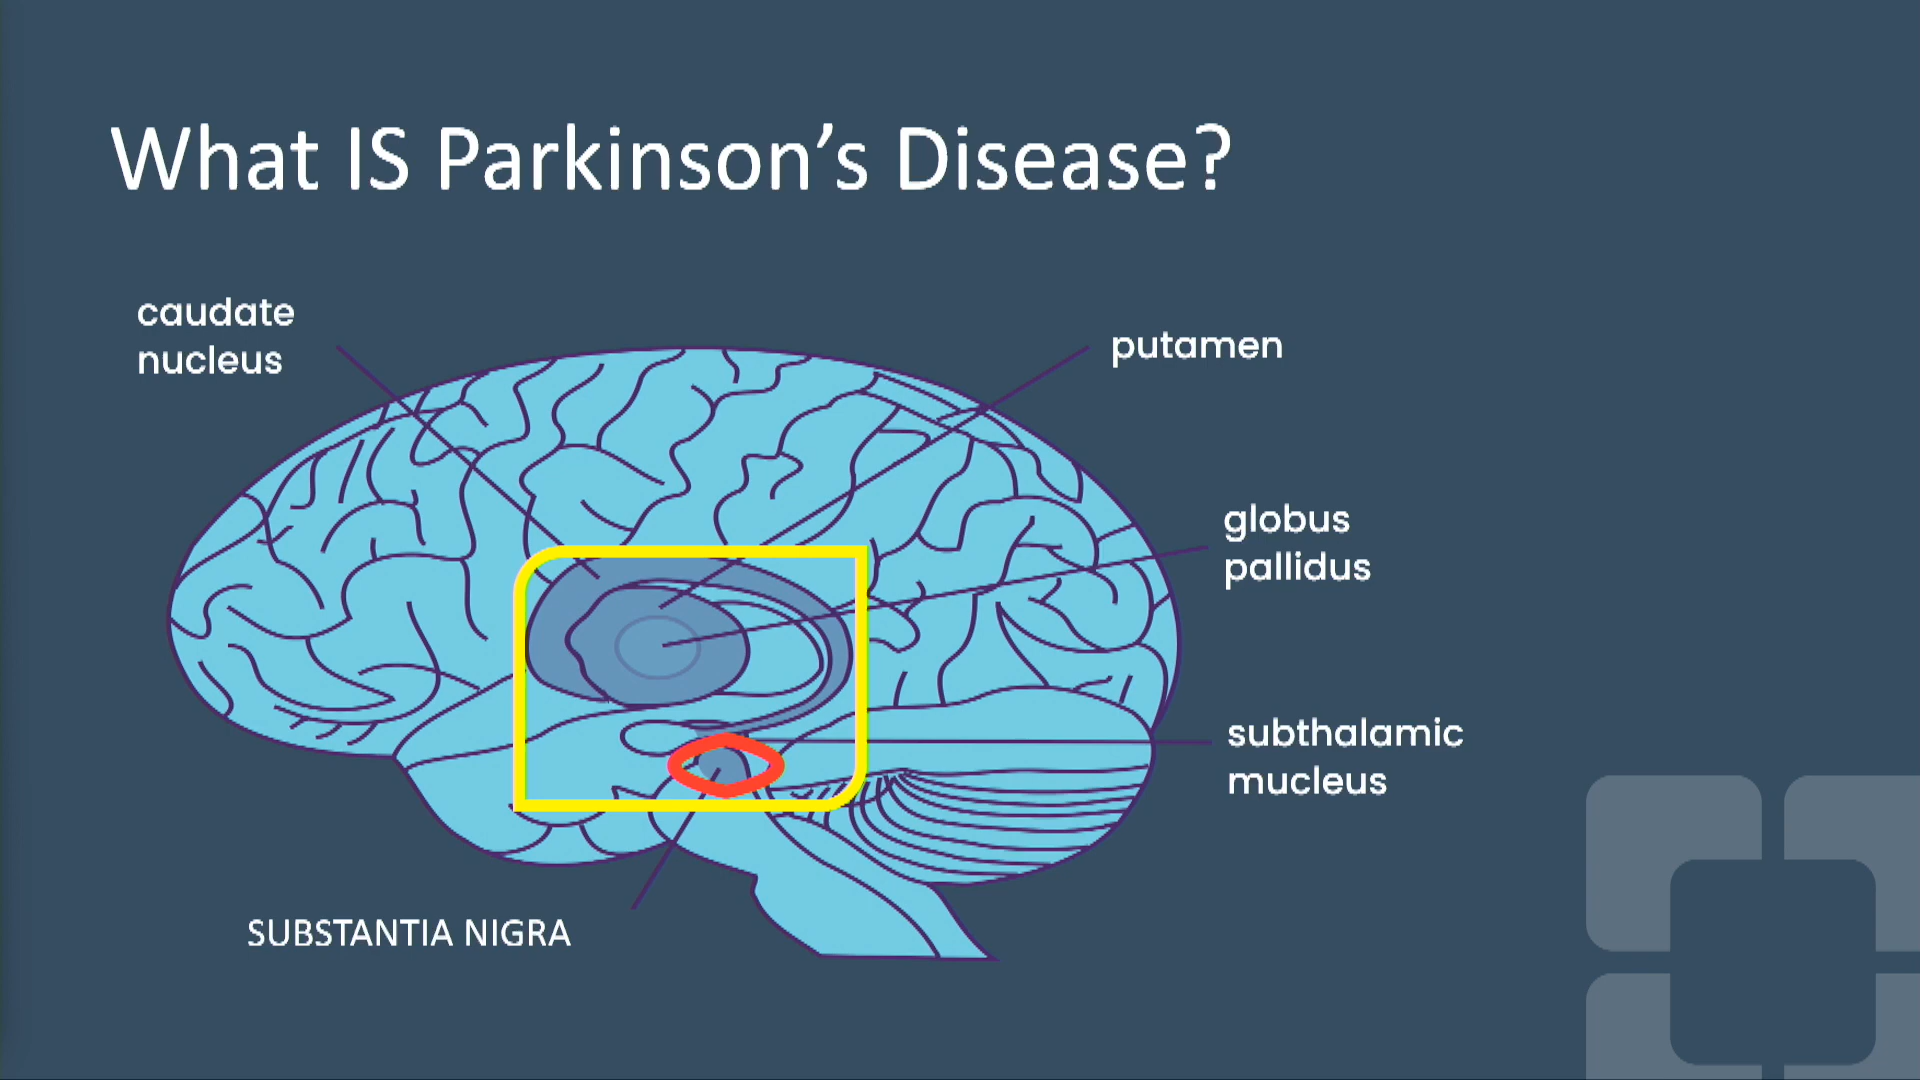 What IS Parkinson's Disease?
caudate
nucleus
putamen
globus
pallidus
subthalamic
mucleus
SUBSTANTIA NIGRA